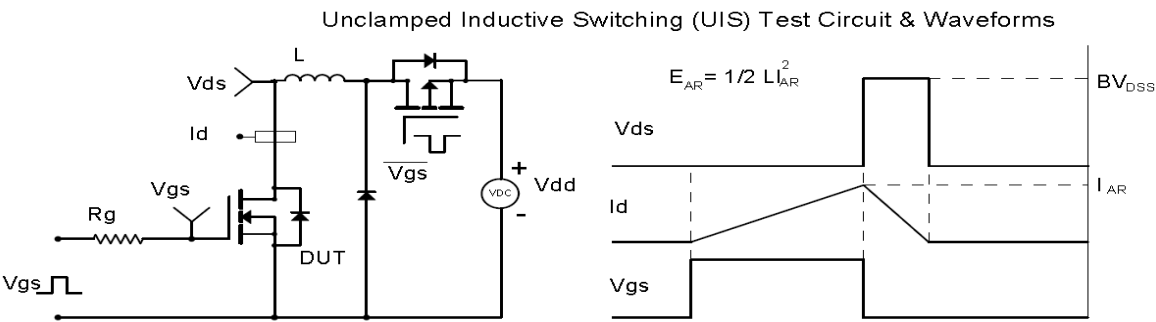 Unclamped Inductive Switching (UIS) Test Circuit & Waveforms
L
Vds
Id
Vgs
Rg
DUT
Vgs
Vgs
+
VDC
-
Vdd
E_AR = 1/2 LI²_AR
BV_DSS
Vds
I_AR
Id
Vgs